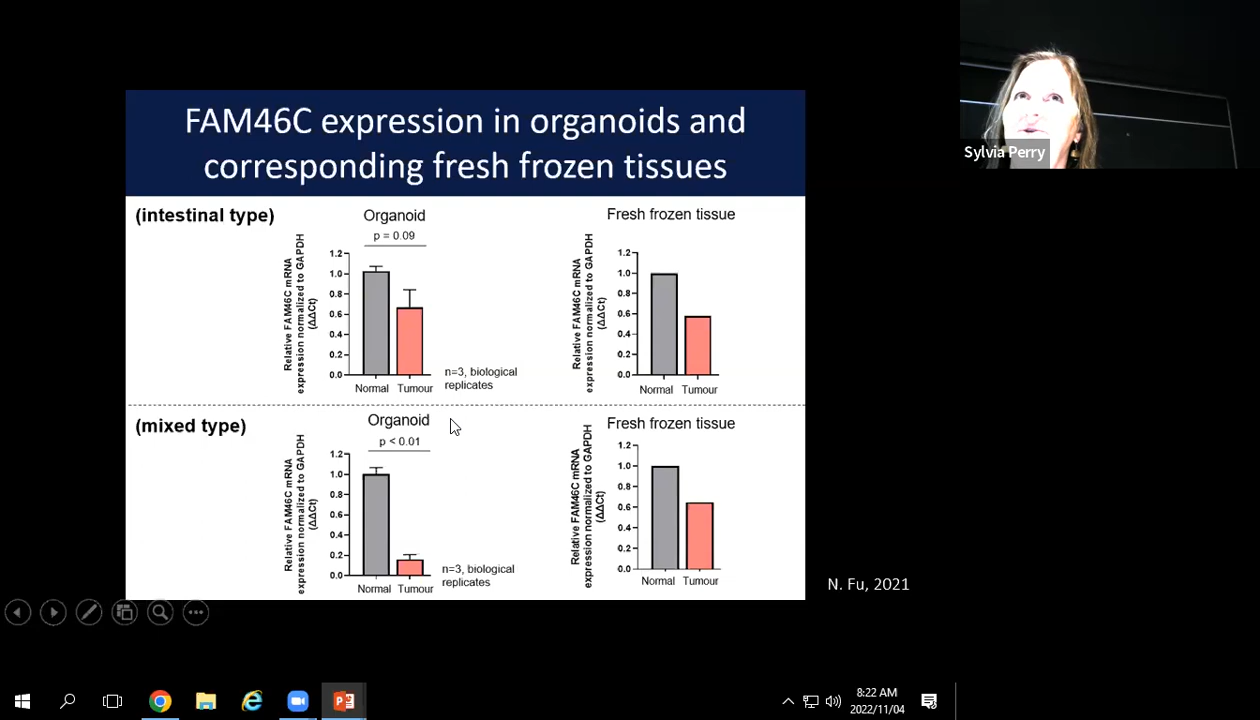 Sylvia Perry
FAM46C expression in organoids and
corresponding fresh frozen tissues
(intestinal type)
Organoid
p = 0.09
Relative FAM46C mRNA
expression normalized to GAPDH
(ΔΔCt)
1.2
1.0
0.8
0.6
0.4
0.2
0.0
Normal Tumour
n=3, biological
replicates
Fresh frozen tissue
Relative FAM46C mRNA
expression normalized to GAPDH
(ΔΔCt)
1.2
1.0
0.8
0.6
0.4
0.2
0.0
Normal Tumour
(mixed type)
Organoid
p < 0.01
Relative FAM46C mRNA
expression normalized to GAPDH
(ΔΔCt)
1.2
1.0
0.8
0.6
0.4
0.2
0.0
Normal Tumour
n=3, biological
replicates
Fresh frozen tissue
Relative FAM46C mRNA
expression normalized to GAPDH
(ΔΔCt)
1.2
1.0
0.8
0.6
0.4
0.2
0.0
Normal Tumour
N. Fu, 2021
8:22 AM
2022/11/04